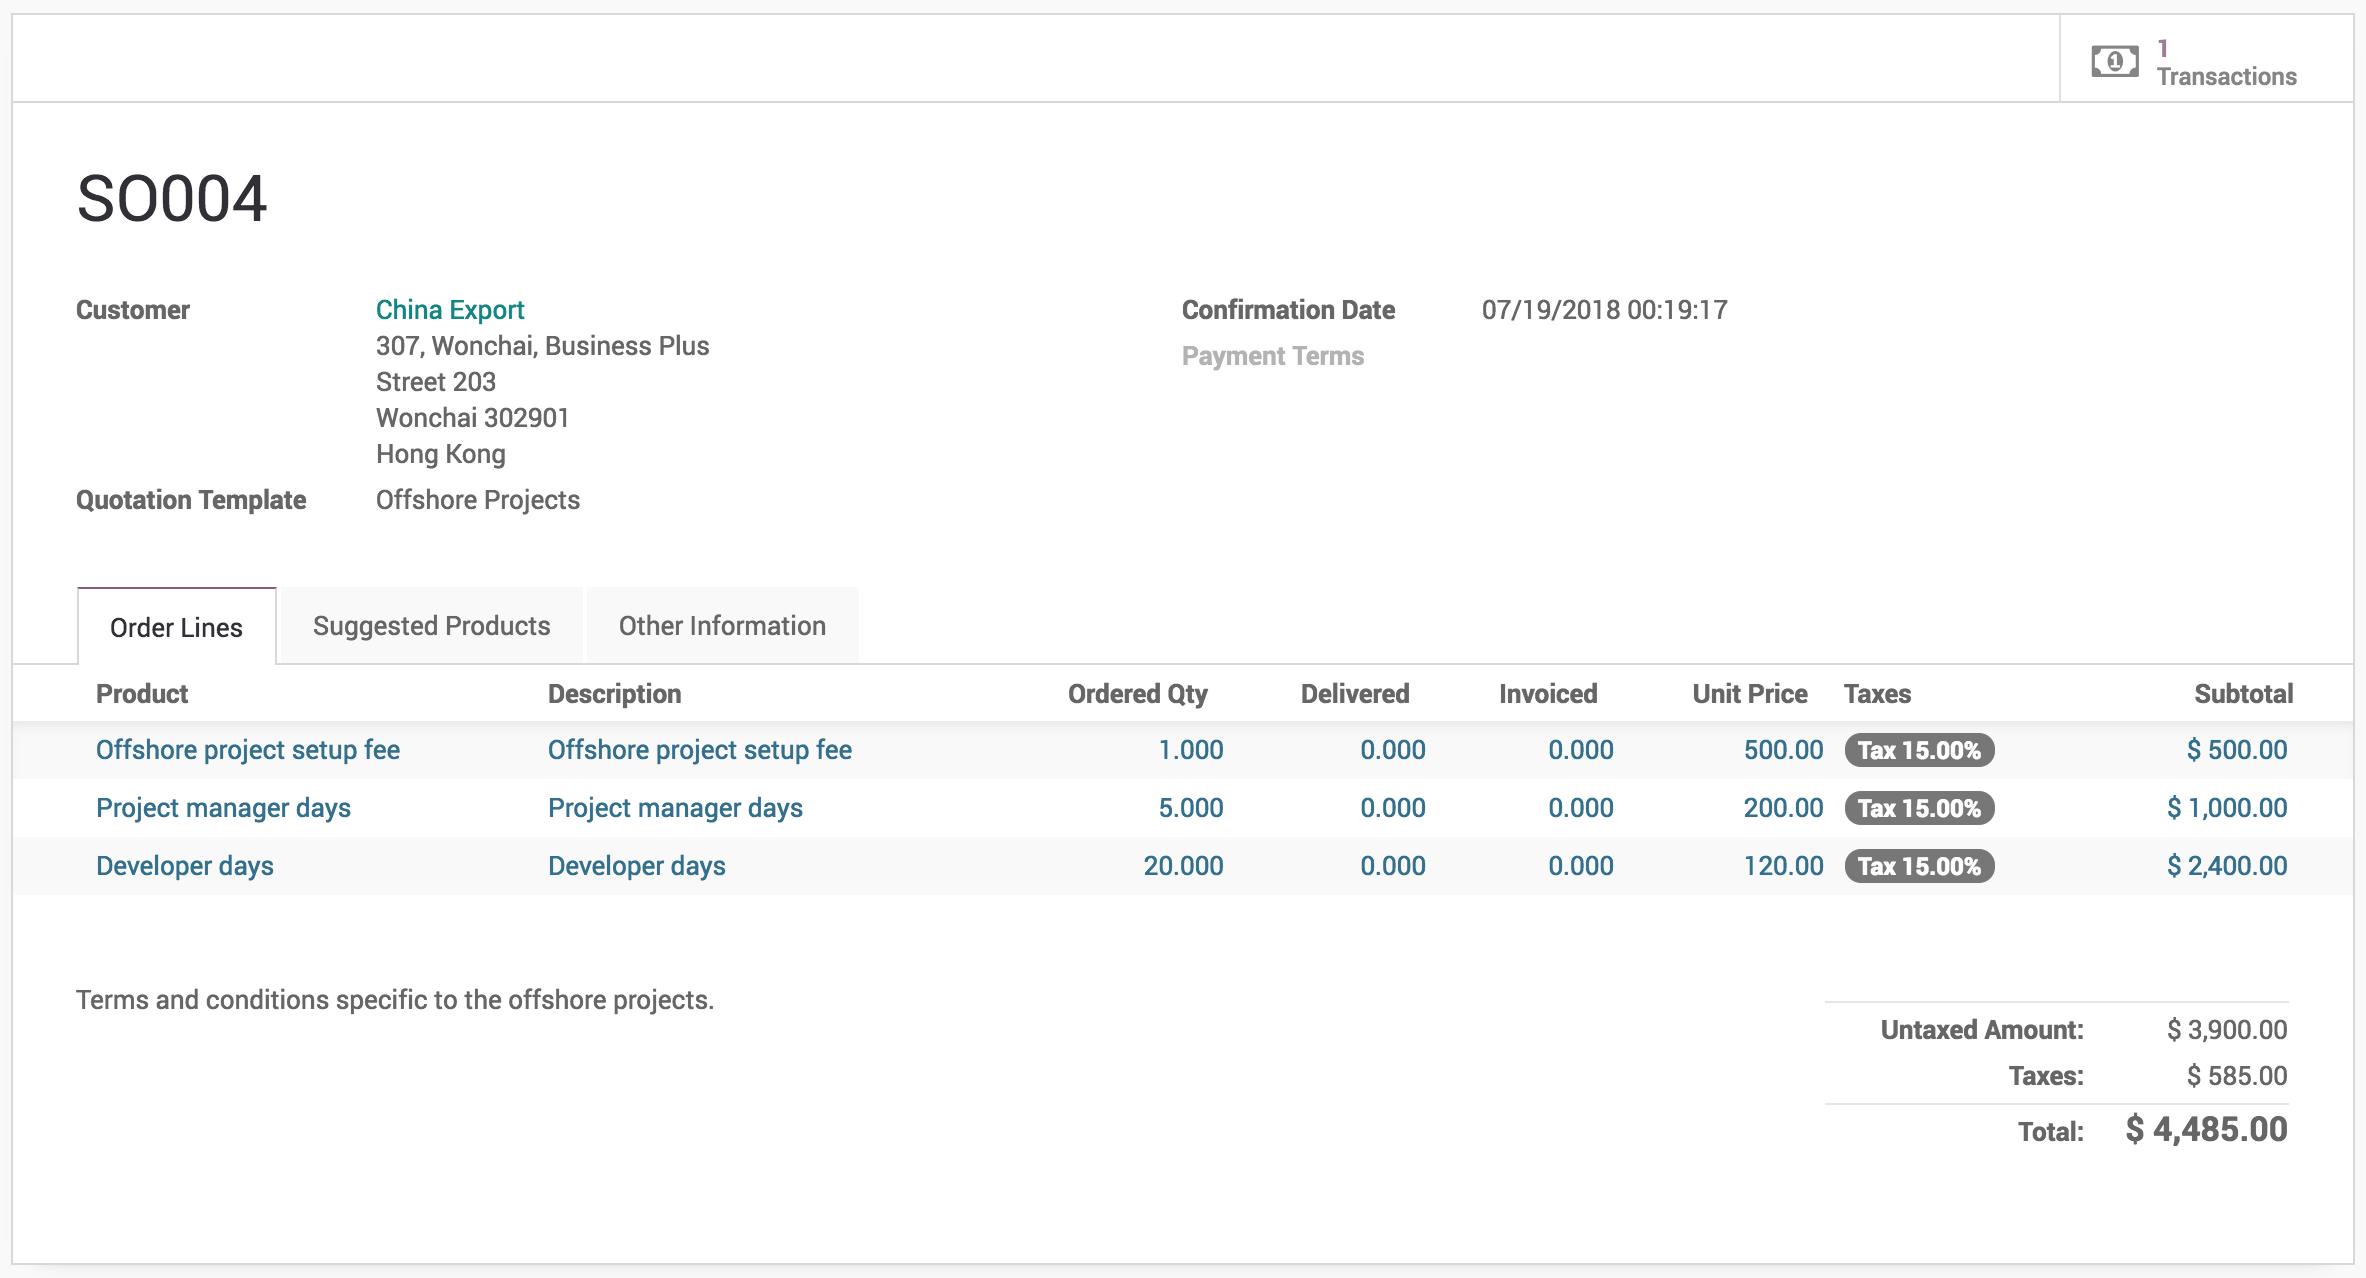 1
Transactions
SO004
Customer China Export
307, Wonchai, Business Plus
Street 203
Wonchai 302901
Hong Kong
Quotation Template Offshore Projects
Confirmation Date 07/19/2018 00:19:17
Payment Terms
Order Lines Suggested Products Other Information
Product Description Ordered Qty Delivered Invoiced Unit Price Taxes Subtotal
Offshore project setup fee Offshore project setup fee 1.000 0.000 0.000 500.00 Tax 15.00% $ 500.00
Project manager days Project manager days 5.000 0.000 0.000 200.00 Tax 15.00% $ 1,000.00
Developer days Developer days 20.000 0.000 0.000 120.00 Tax 15.00% $ 2,400.00
Terms and conditions specific to the offshore projects.
Untaxed Amount: $ 3,900.00
Taxes: $ 585.00
Total: $ 4,485.00